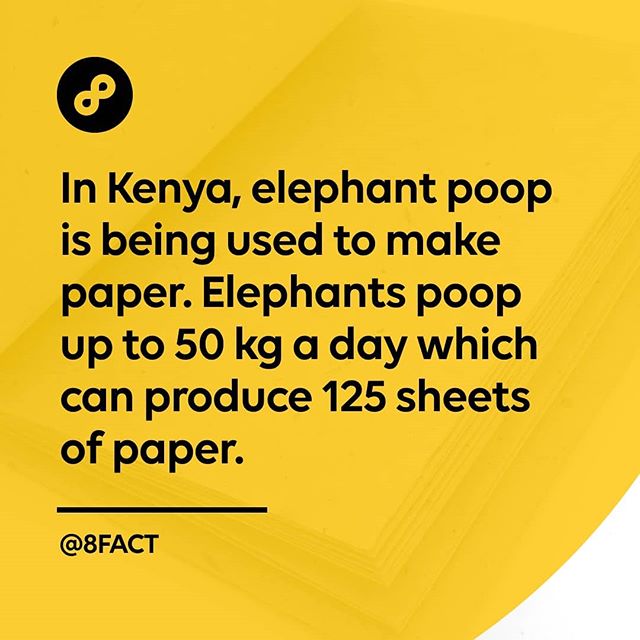 In Kenya, elephant poop
is being used to make
paper. Elephants poop
up to 50 kg a day which
can produce 125 sheets
of paper.
@8FACT